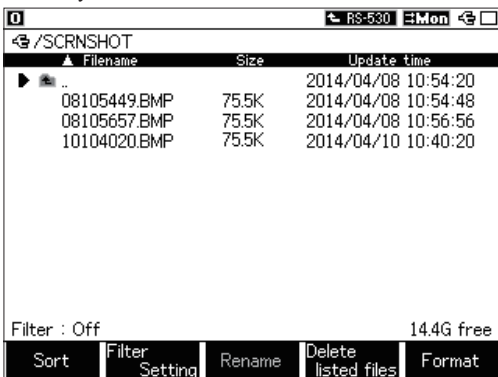 0 RS-530 Mon
/SCRNSHOT
▲ Filename Size Update time
.. 2014/04/08 10:54:20
08105449.BMP 75.5K 2014/04/08 10:54:48
08105657.BMP 75.5K 2014/04/08 10:56:56
10104020.BMP 75.5K 2014/04/10 10:40:20
Filter : Off 14.4G free
Sort Filter Setting Rename Delete listed files Format